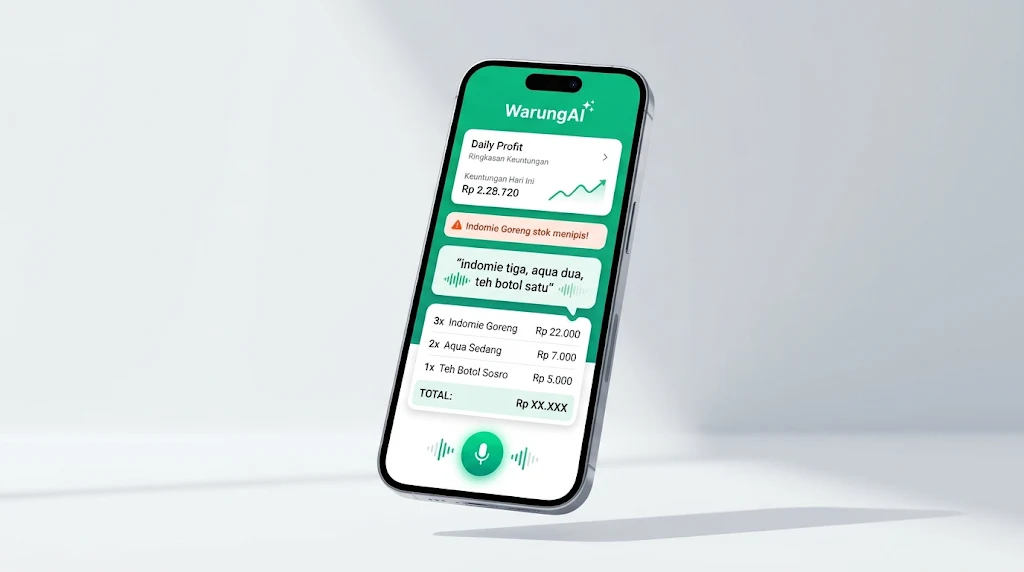 WarungAI
Daily Profit
Ringkasan Keuntungan
Keuntungan Hari Ini
Rp 2.28.720
Indomie Goreng stok menipis!
"indomie tiga, aqua dua,
teh botol satu"
3x Indomie Goreng Rp 22.000
2x Aqua Sedang Rp 7.000
1x Teh Botol Sosro Rp 5.000
TOTAL: Rp XX.XXX